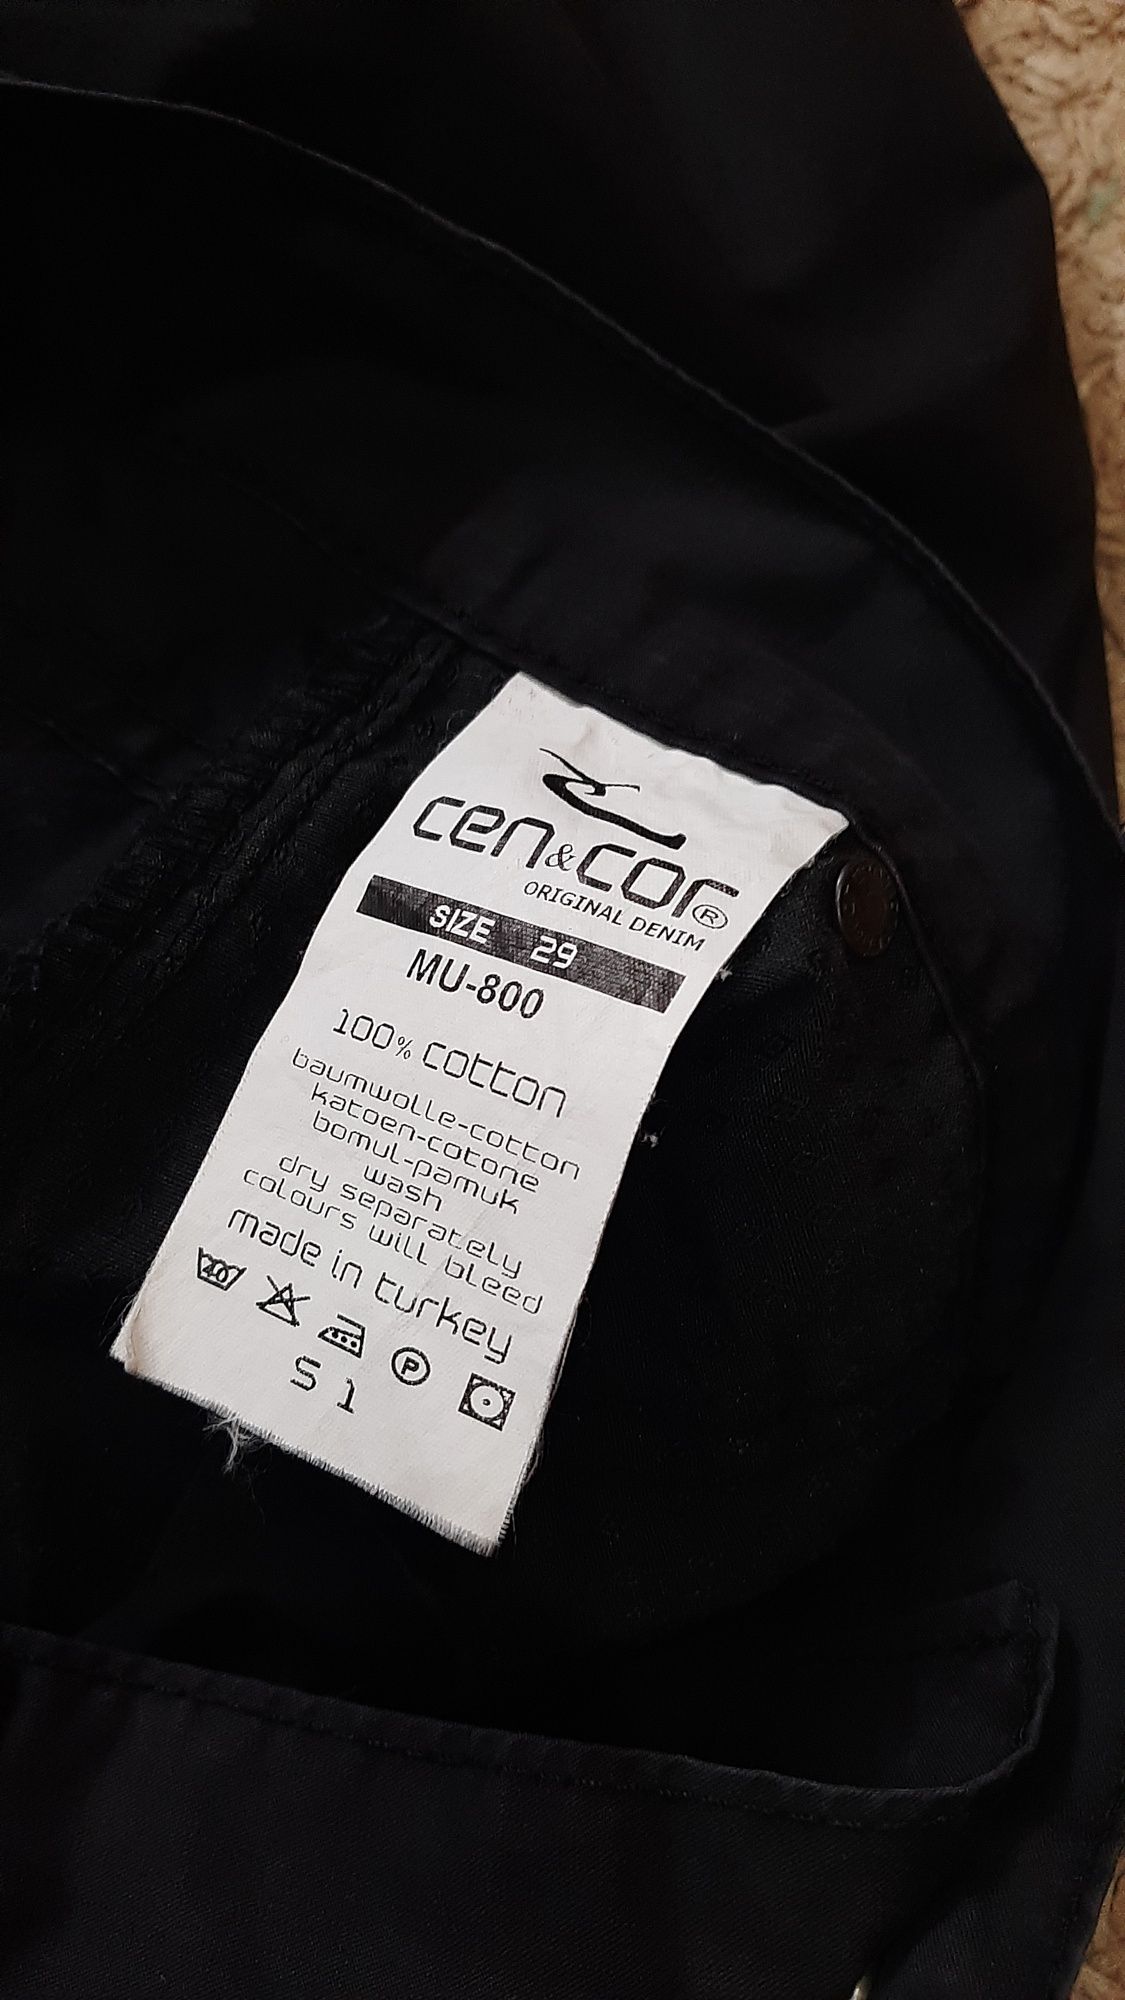 cen&cor®
ORIGINAL DENIM
SIZE 29
MU-800
100% cotton
baumwolle-cotton
katoen-cotone
bomul-pamuk
wash
dry separately
colours will bleed
made in turkey
40
P
S 1